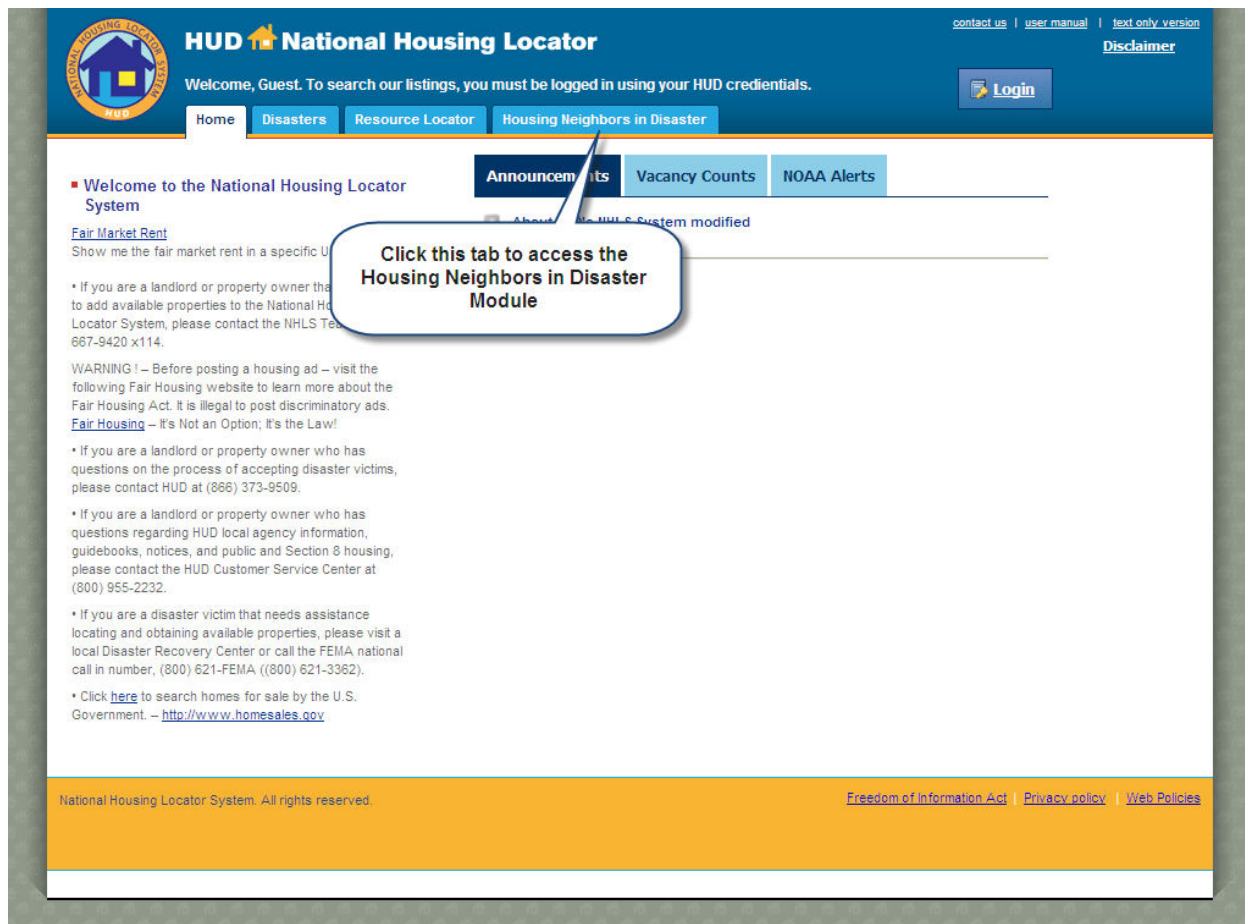 NATIONAL HOUSING LOCATOR SYSTEM
HUD
HUD National Housing Locator
contact us | user manual | text only version
Disclaimer
Welcome, Guest. To search our listings, you must be logged in using your HUD credientials.
Login
Home Disasters Resource Locator Housing Neighbors in Disaster
Welcome to the National Housing Locator
System
Fair Market Rent
Show me the fair market rent in a specific
• If you are a landlord or property owner
to add available properties to the National
Locator System, please contact the NHLS
667-9420 x114.
WARNING ! – Before posting a housing ad – visit the
following Fair Housing website to learn more about the
Fair Housing Act. It is illegal to post discriminatory ads.
Fair Housing – It's Not an Option; It's the Law!
• If you are a landlord or property owner who has
questions on the process of accepting disaster victims,
please contact HUD at (866) 373-9509.
• If you are a landlord or property owner who has
questions regarding HUD local agency information,
guidebooks, notices, and public and Section 8 housing,
please contact the HUD Customer Service Center at
(800) 955-2232.
• If you are a disaster victim that needs assistance
locating and obtaining available properties, please visit a
local Disaster Recovery Center or call the FEMA national
call in number, (800) 621-FEMA ((800) 621-3362).
• Click here to search homes for sale by the U.S.
Government. – http://www.homesales.gov
Announcements Vacancy Counts NOAA Alerts
System modified
Click this tab to access the
Housing Neighbors in Disaster
Module
National Housing Locator System. All rights reserved.
Freedom of Information Act | Privacy policy | Web Policies